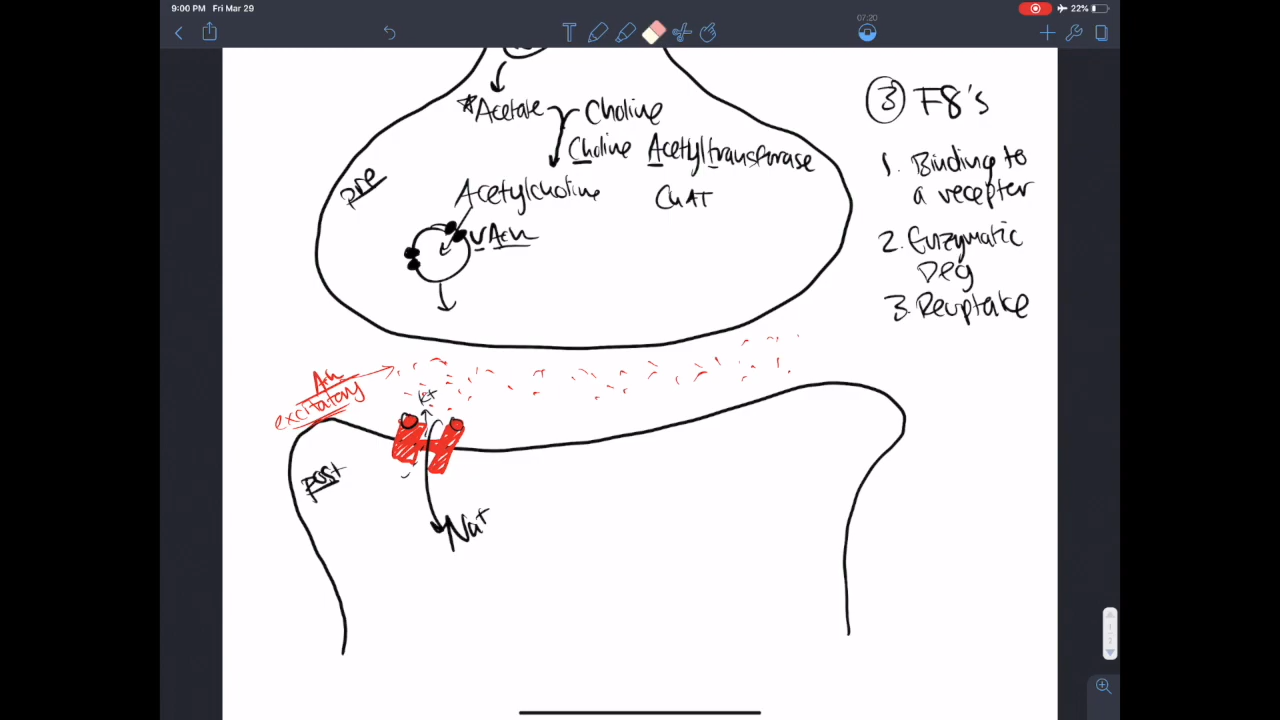 9:00 PM Fri Mar 29
22%
07:20
T
*Acetate
Choline
Choline Acetyltransferase
ChAT
Acetylcholine
VAch
pre
3 F8's
1. Binding to
a recepter
2. Enzymatic
Deg
3. Reuptake
Ach
excitatory
K+
post
Na+